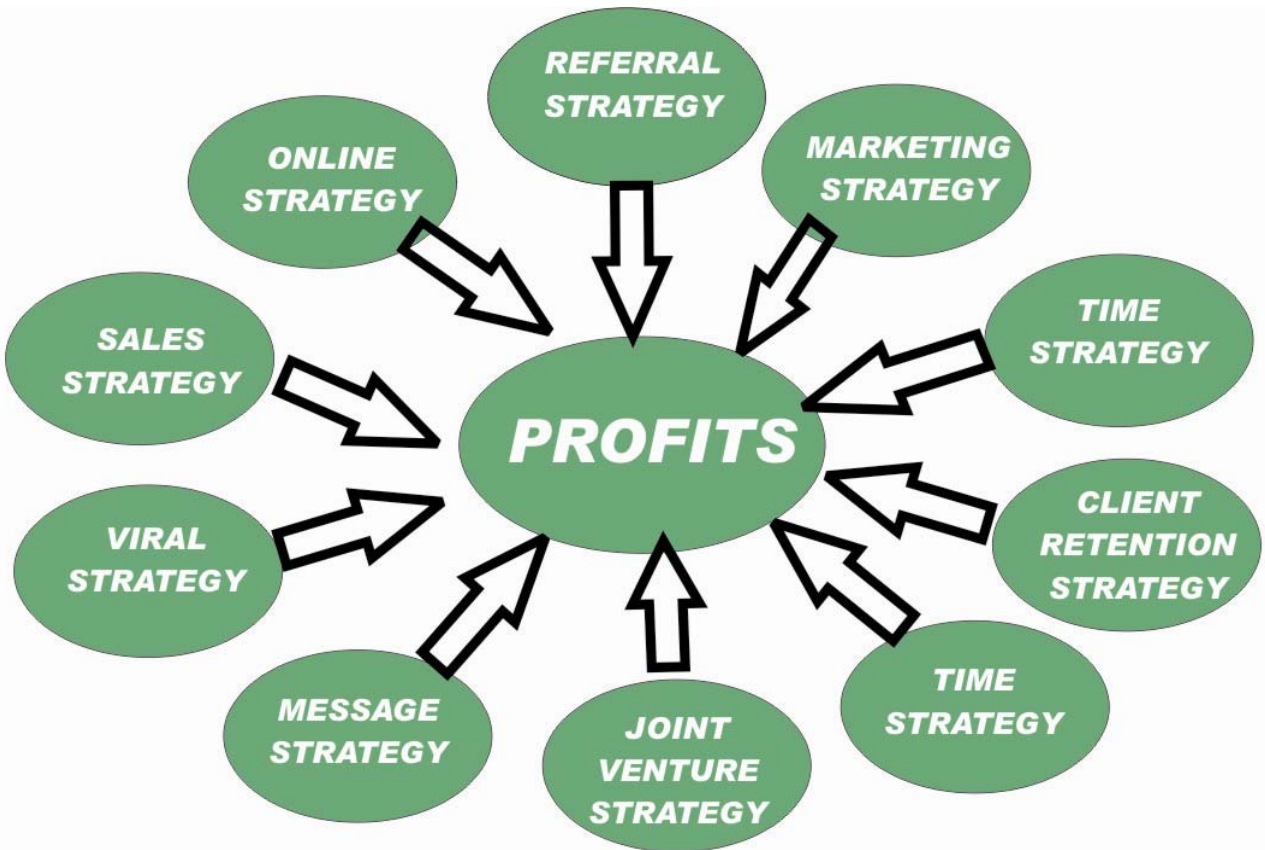 REFERRAL
STRATEGY
MARKETING
STRATEGY
ONLINE
STRATEGY
TIME
STRATEGY
SALES
STRATEGY
PROFITS
CLIENT
RETENTION
STRATEGY
VIRAL
STRATEGY
TIME
STRATEGY
MESSAGE
STRATEGY
JOINT
VENTURE
STRATEGY